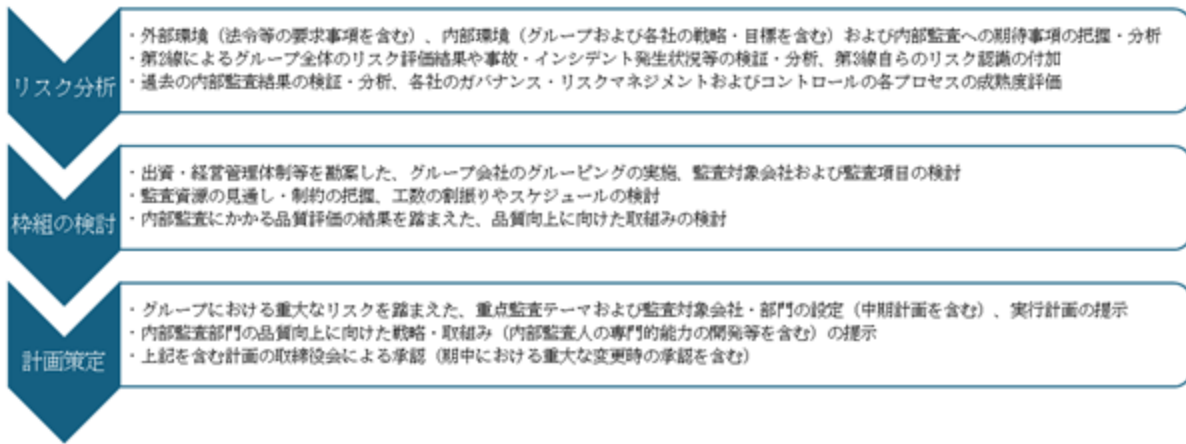 リスク分析
・外部環境（法令等の要求事項を含む）、内部環境（グループおよび各社の戦略・目標を含む）および内部監査への期待事項の把握・分析
・第2線によるグループ全体のリスク評価結果や事故・インシデント発生状況等の検証・分析、第3線自らのリスク認識の付加
・過去の内部監査結果の検証・分析、各社のガバナンス・リスクマネジメントおよびコントロールの各プロセスの成熟度評価
枠組の検討
・出資・経営管理体制等を勘案した、グループ会社のグルーピングの実施、監査対象会社および監査項目の検討
・監査資源の見通し・制約の把握、工数の割振りやスケジュールの検討
・内部監査にかかる品質評価の結果を踏まえた、品質向上に向けた取組みの検討
計画策定
・グループにおける重大なリスクを踏まえた、重点監査テーマおよび監査対象会社・部門の設定（中期計画を含む）、実行計画の提示
・内部監査部門の品質向上に向けた戦略・取組み（内部監査人の専門的能力の開発等を含む）の提示
・上記を含む計画の取締役会による承認（期中における重大な変更時の承認を含む）